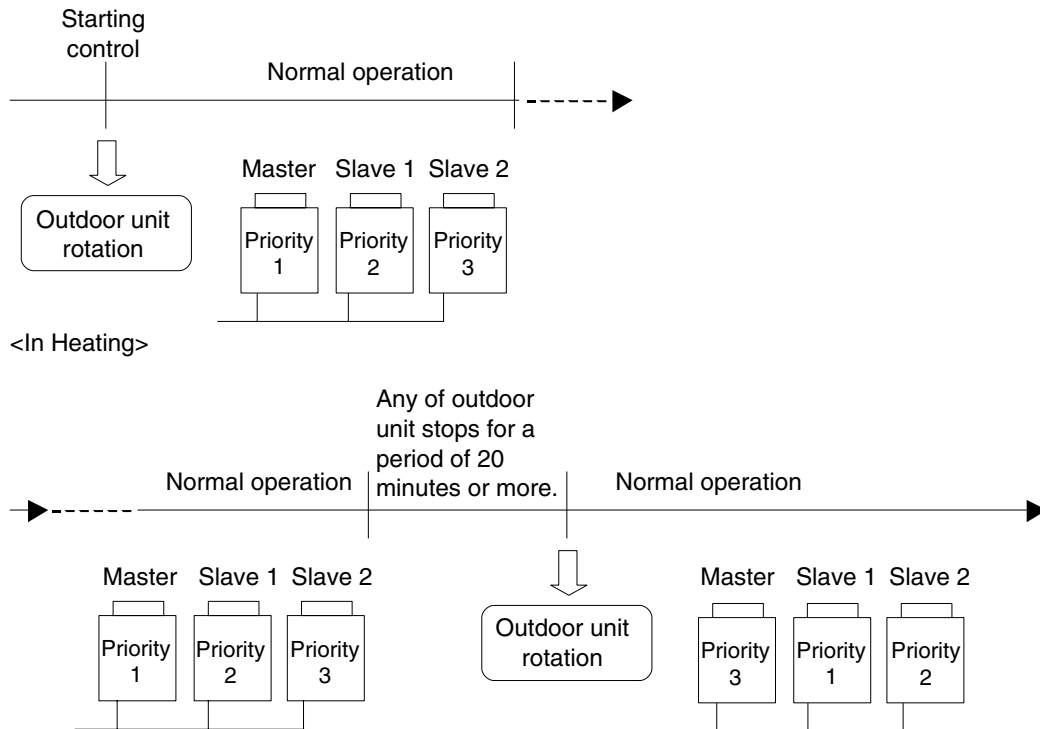 Starting
control
Normal operation
Master Slave 1 Slave 2
Outdoor unit
rotation
Priority
1
Priority
2
Priority
3
<In Heating>
Any of outdoor
unit stops for a
period of 20
minutes or more.
Normal operation
Normal operation
Master Slave 1 Slave 2
Priority
1
Priority
2
Priority
3
Outdoor unit
rotation
Master Slave 1 Slave 2
Priority
3
Priority
1
Priority
2